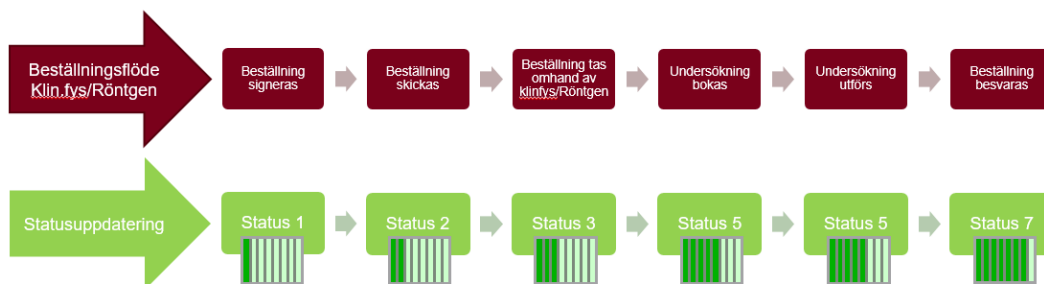 Beställningsflöde
Klin.fys/Röntgen
Beställning
signeras
Beställning
skickas
Beställning tas
omhand av
klinfys/Röntgen
Undersökning
bokas
Undersökning
utförs
Beställning
besvaras
Statusuppdatering
Status 1
Status 2
Status 3
Status 5
Status 5
Status 7